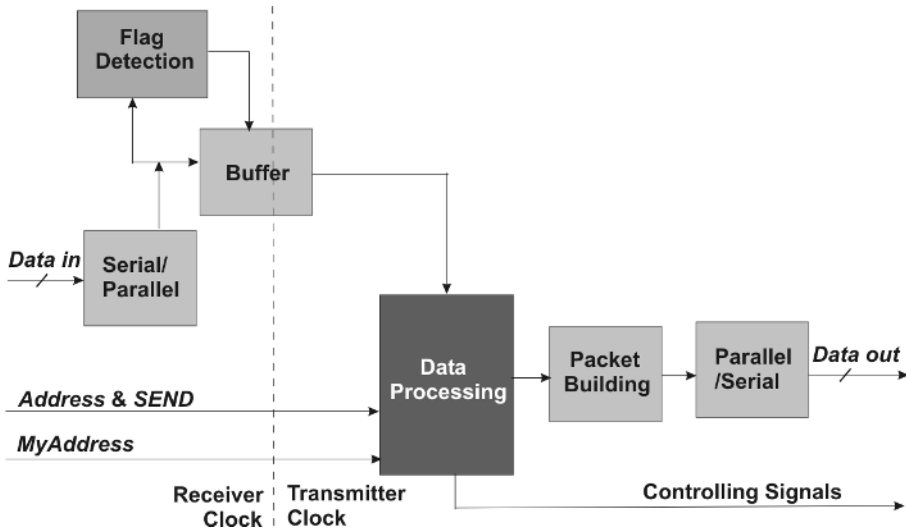 Flag
Detection
Buffer
Data in
Serial/
Parallel
Data
Processing
Packet
Building
Parallel
/Serial
Data out
Address & SEND
MyAddress
Receiver
Clock
Transmitter
Clock
Controlling Signals